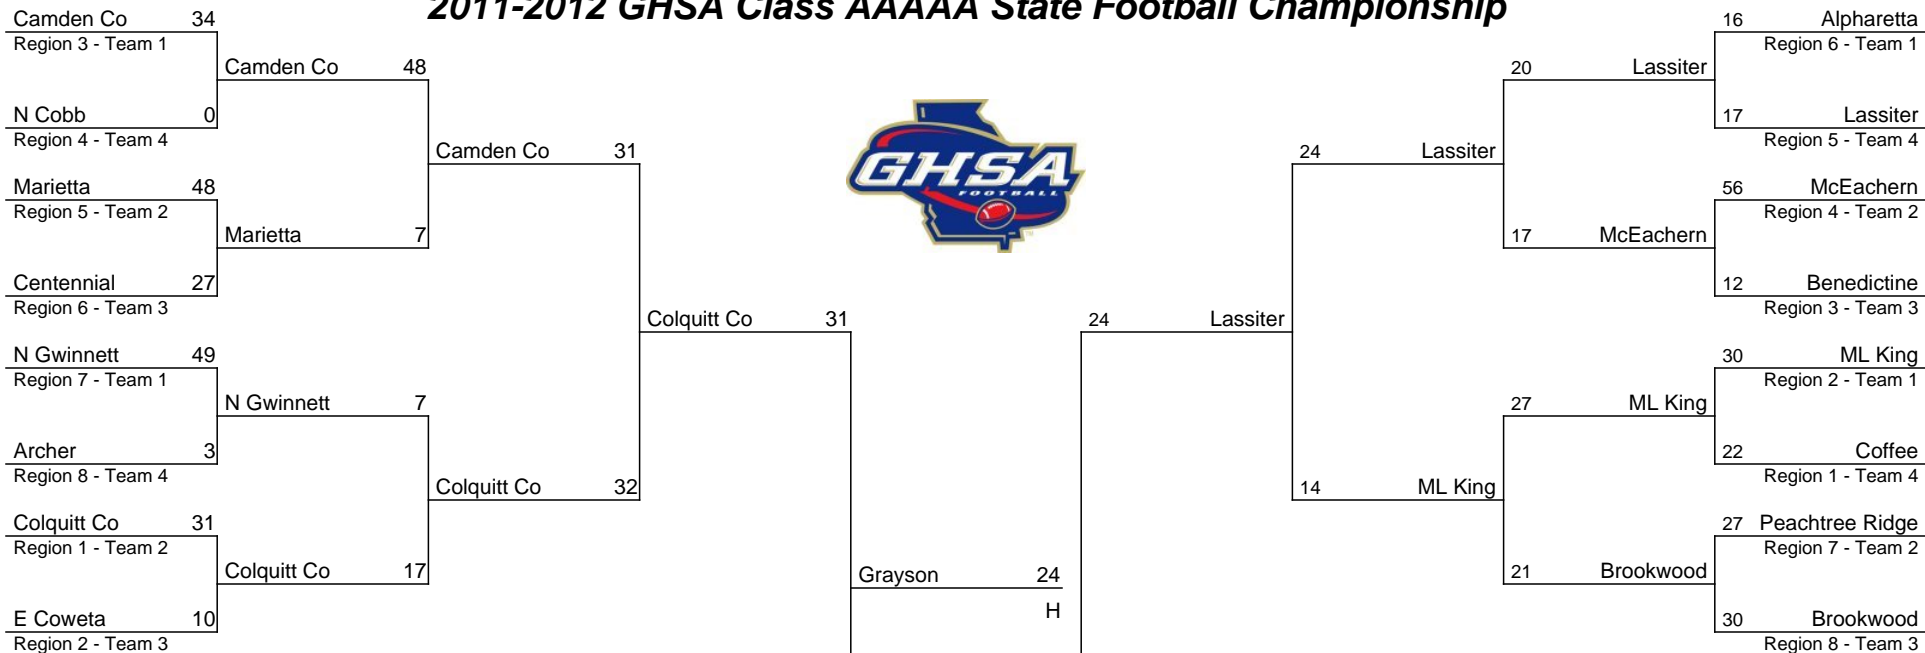 2011-2012 GHSA Class AAAAA State Football Championship
Camden Co 34
Region 3 - Team 1
N Cobb 0
Region 4 - Team 4
Marietta 48
Region 5 - Team 2
Centennial 27
Region 6 - Team 3
N Gwinnett 49
Region 7 - Team 1
Archer 3
Region 8 - Team 4
Colquitt Co 31
Region 1 - Team 2
E Coweta 10
Region 2 - Team 3
Camden Co 48
Marietta 7
N Gwinnett 7
Colquitt Co 17
Camden Co 31
Colquitt Co 32
Colquitt Co 31
GHSA
FOOTBALL
TM
Grayson 24
H
24 Lassiter
24 Lassiter
14 ML King
20 Lassiter
17 McEachern
27 ML King
21 Brookwood
16 Alpharetta
Region 6 - Team 1
17 Lassiter
Region 5 - Team 4
56 McEachern
Region 4 - Team 2
12 Benedictine
Region 3 - Team 3
30 ML King
Region 2 - Team 1
22 Coffee
Region 1 - Team 4
27 Peachtree Ridge
Region 7 - Team 2
30 Brookwood
Region 8 - Team 3